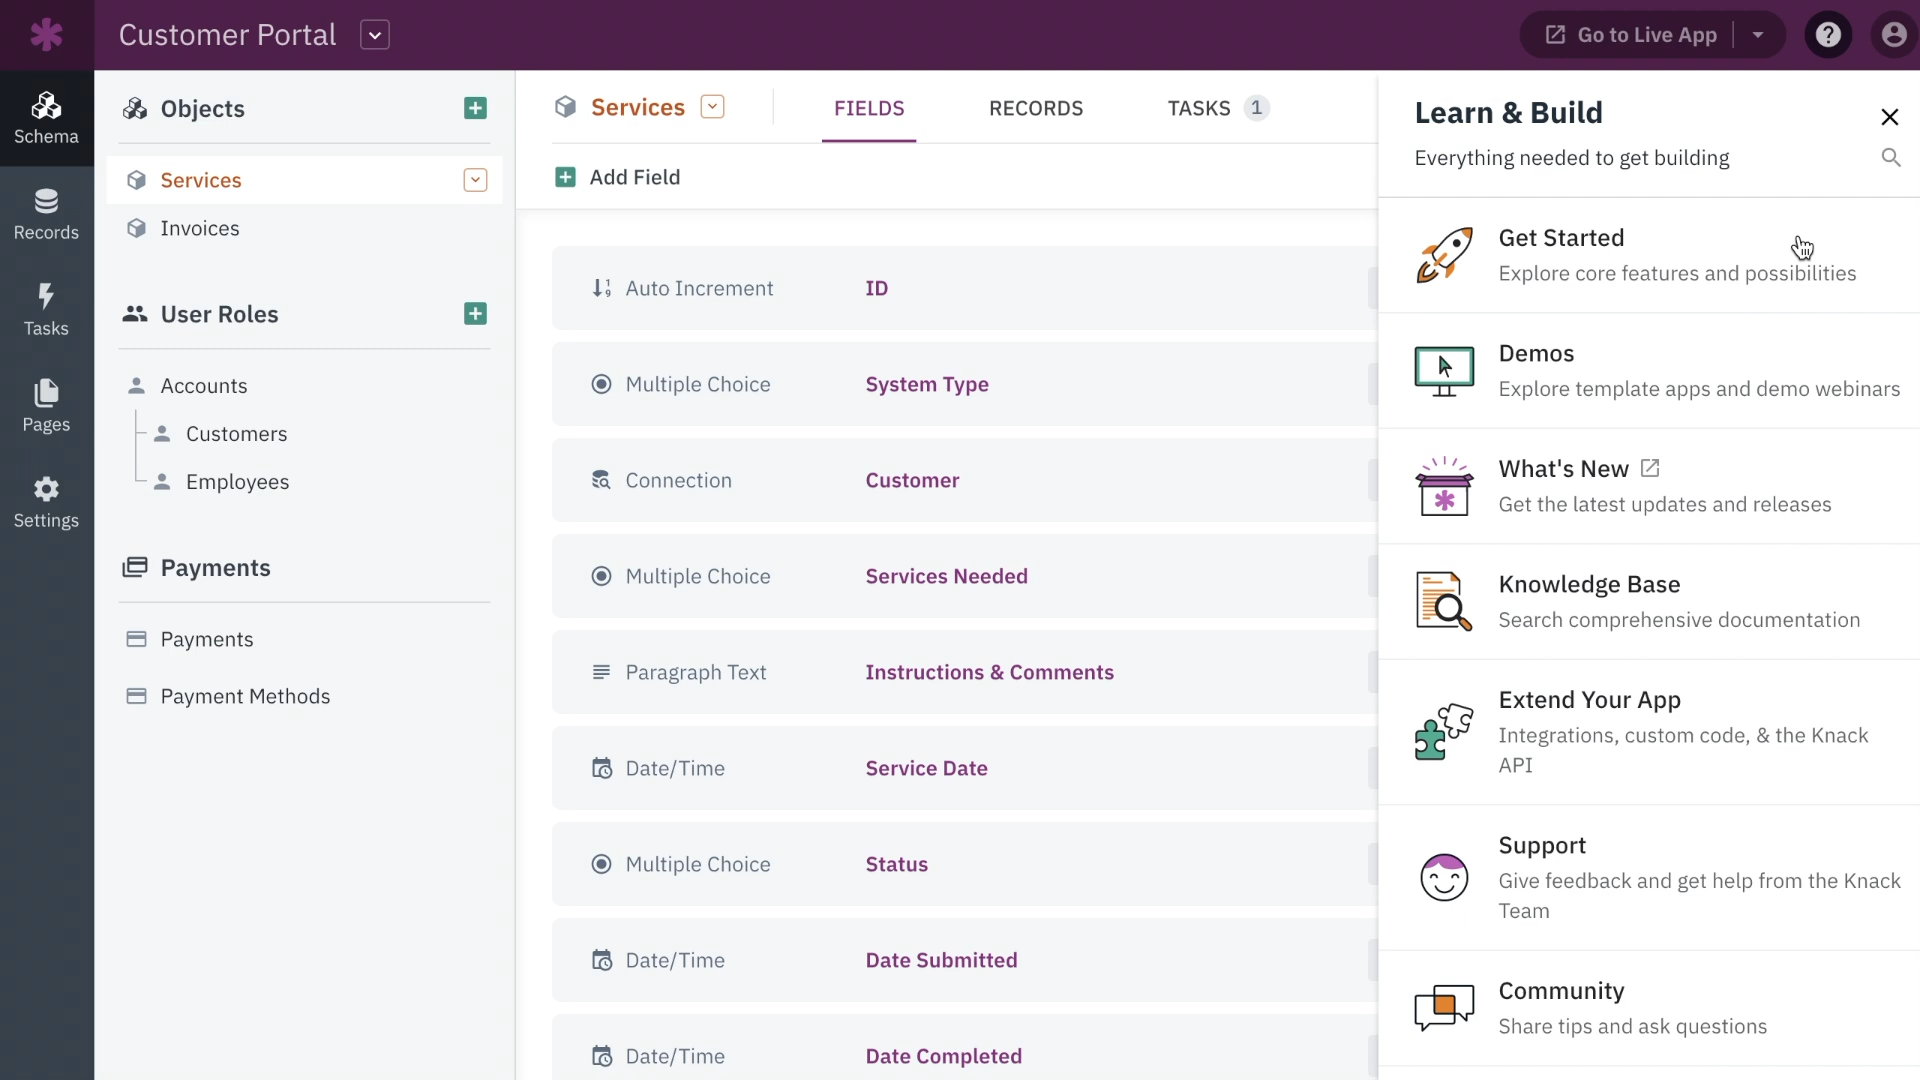 Customer Portal
Go to Live App
Schema
Records
Tasks
Pages
Settings
Objects
Services
Invoices
User Roles
Accounts
Customers
Employees
Payments
Payments
Payment Methods
Services
FIELDS
RECORDS
TASKS 1
Add Field
Auto Increment ID
Multiple Choice System Type
Connection Customer
Multiple Choice Services Needed
Paragraph Text Instructions & Comments
Date/Time Service Date
Multiple Choice Status
Date/Time Date Submitted
Date/Time Date Completed
Learn & Build
Everything needed to get building
Get Started
Explore core features and possibilities
Demos
Explore template apps and demo webinars
What's New
Get the latest updates and releases
Knowledge Base
Search comprehensive documentation
Extend Your App
Integrations, custom code, & the Knack
API
Support
Give feedback and get help from the Knack
Team
Community
Share tips and ask questions